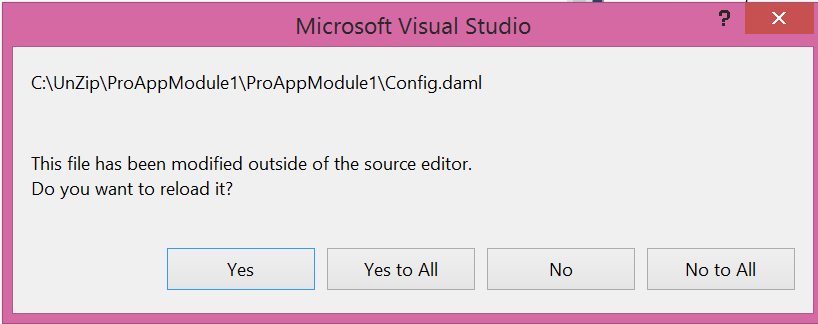 Microsoft Visual Studio
?
C:\UnZip\ProAppModule1\ProAppModule1\Config.daml
This file has been modified outside of the source editor.
Do you want to reload it?
Yes
Yes to All
No
No to All